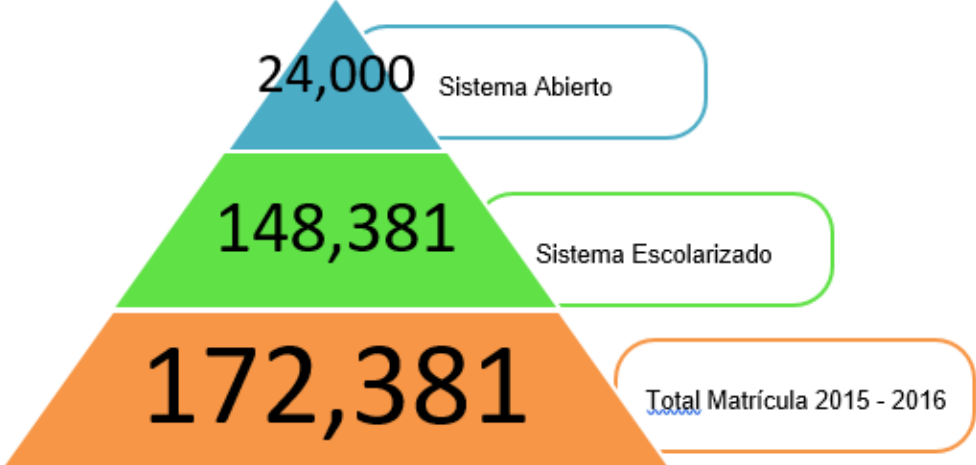 24,000
Sistema Abierto
148,381
Sistema Escolarizado
172,381
Total Matrícula 2015 - 2016